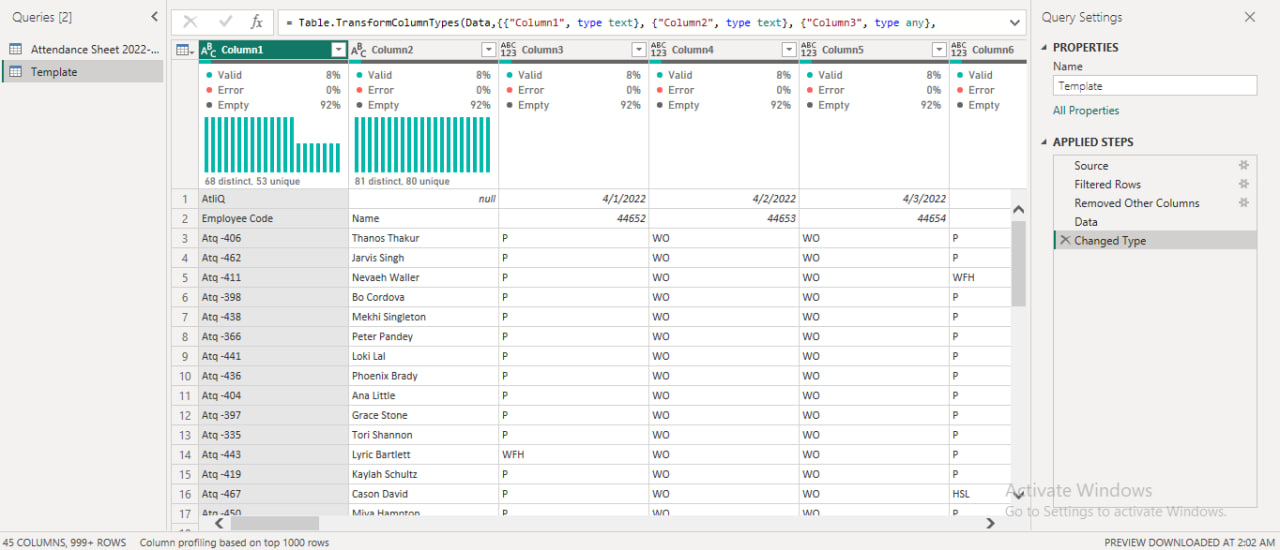 Queries [2]
Attendance Sheet 2022-...
Template
= Table.TransformColumnTypes(Data,{{"Column1", type text}, {"Column2", type text}, {"Column3", type any},
ABC Column1 ABC Column2 ABC 123 Column3 ABC 123 Column4 ABC 123 Column5 ABC 123 Column6
Valid 8% Valid 8% Valid 8% Valid 8% Valid 8% Valid
Error 0% Error 0% Error 0% Error 0% Error 0% Error
Empty 92% Empty 92% Empty 92% Empty 92% Empty 92% Empty
68 distinct, 53 unique 81 distinct, 80 unique
1 AtliQ null 4/1/2022 4/2/2022 4/3/2022
2 Employee Code Name 44652 44653 44654
3 Atq -406 Thanos Thakur P WO WO P
4 Atq -462 Jarvis Singh P WO WO P
5 Atq -411 Nevaeh Waller P WO WO WFH
6 Atq -398 Bo Cordova P WO WO P
7 Atq -438 Mekhi Singleton P WO WO P
8 Atq -366 Peter Pandey P WO WO P
9 Atq -441 Loki Lal P WO WO P
10 Atq -436 Phoenix Brady P WO WO P
11 Atq -404 Ana Little P WO WO P
12 Atq -397 Grace Stone P WO WO P
13 Atq -335 Tori Shannon P WO WO P
14 Atq -443 Lyric Bartlett WFH WO WO P
15 Atq -419 Kaylah Schultz P WO WO P
16 Atq -467 Cason David P WO WO HSL
17 Atq -450 Miya Hampton P WO WO P
Query Settings
PROPERTIES
Name
Template
All Properties
APPLIED STEPS
Source
Filtered Rows
Removed Other Columns
Data
Changed Type
Activate Windows
Go to Settings to activate Windows.
45 COLUMNS, 999+ ROWS Column profiling based on top 1000 rows PREVIEW DOWNLOADED AT 2:02 AM